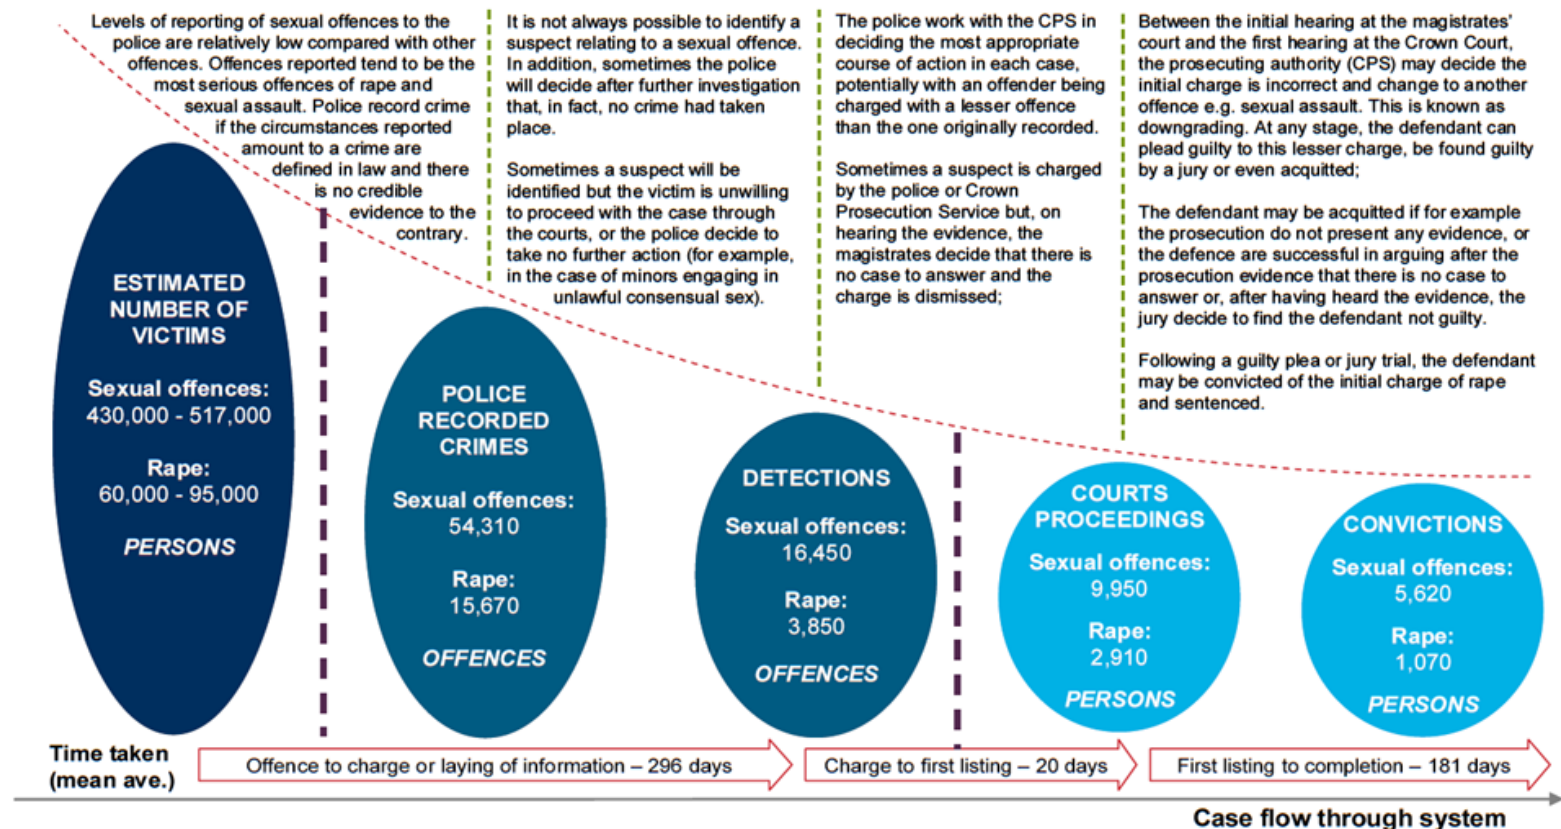 Levels of reporting of sexual offences to the
police are relatively low compared with other
offences. Offences reported tend to be the
most serious offences of rape and
sexual assault. Police record crime
if the circumstances reported
amount to a crime are
defined in law and there
is no credible
evidence to the
contrary.
It is not always possible to identify a
suspect relating to a sexual offence.
In addition, sometimes the police
will decide after further investigation
that, in fact, no crime had taken
place.
Sometimes a suspect will be
identified but the victim is unwilling
to proceed with the case through
the courts, or the police decide to
take no further action (for example,
in the case of minors engaging in
unlawful consensual sex).
The police work with the CPS in
deciding the most appropriate
course of action in each case,
potentially with an offender being
charged with a lesser offence
than the one originally recorded.
Sometimes a suspect is charged
by the police or Crown
Prosecution Service but, on
hearing the evidence, the
magistrates decide that there is
no case to answer and the
charge is dismissed;
Between the initial hearing at the magistrates'
court and the first hearing at the Crown Court,
the prosecuting authority (CPS) may decide the
initial charge is incorrect and change to another
offence e.g. sexual assault. This is known as
downgrading. At any stage, the defendant can
plead guilty to this lesser charge, be found guilty
by a jury or even acquitted;
The defendant may be acquitted if for example
the prosecution do not present any evidence, or
the defence are successful in arguing after the
prosecution evidence that there is no case to
answer or, after having heard the evidence, the
jury decide to find the defendant not guilty.
Following a guilty plea or jury trial, the defendant
may be convicted of the initial charge of rape
and sentenced.
ESTIMATED
NUMBER OF
VICTIMS
Sexual offences:
430,000 - 517,000
Rape:
60,000 - 95,000
PERSONS
POLICE
RECORDED
CRIMES
Sexual offences:
54,310
Rape:
15,670
OFFENCES
DETECTIONS
Sexual offences:
16,450
Rape:
3,850
OFFENCES
COURTS
PROCEEDINGS
Sexual offences:
9,950
Rape:
2,910
PERSONS
CONVICTIONS
Sexual offences:
5,620
Rape:
1,070
PERSONS
Time taken
(mean ave.)
Offence to charge or laying of information – 296 days
Charge to first listing – 20 days
First listing to completion – 181 days
Case flow through system